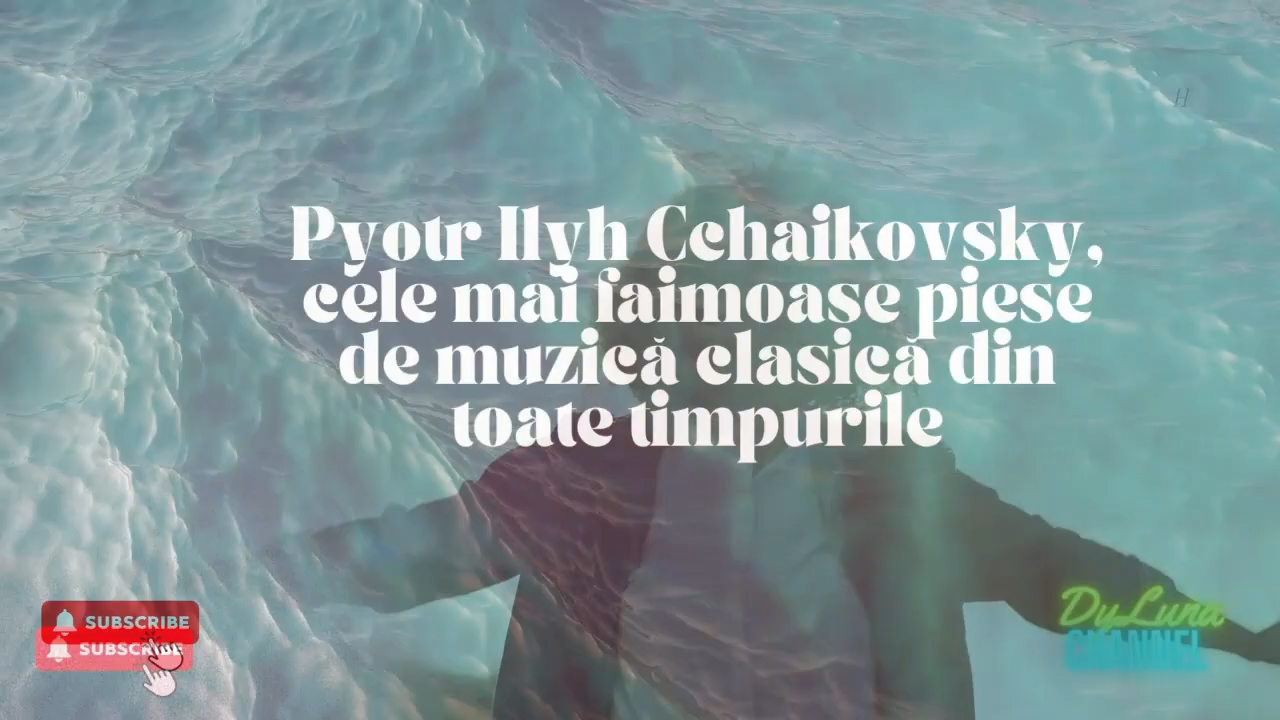 H
Pyotr Ilyh Cchaikovsky,
cele mai faimoase piese
de muzică clasică din
toate timpurile
SUBSCRIBE
SUBSCRIBE
DyLuna
CHANNEL